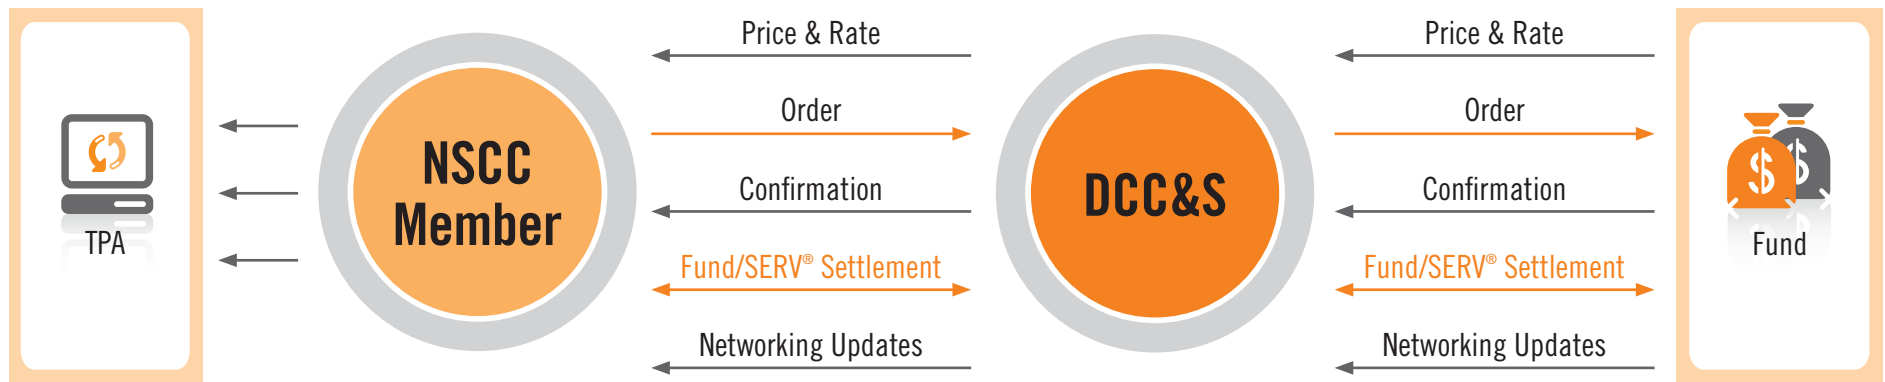 TPA
NSCC
Member
Price & Rate
Order
Confirmation
Fund/SERV® Settlement
Networking Updates
DCC&S
Price & Rate
Order
Confirmation
Fund/SERV® Settlement
Networking Updates
$
$
Fund